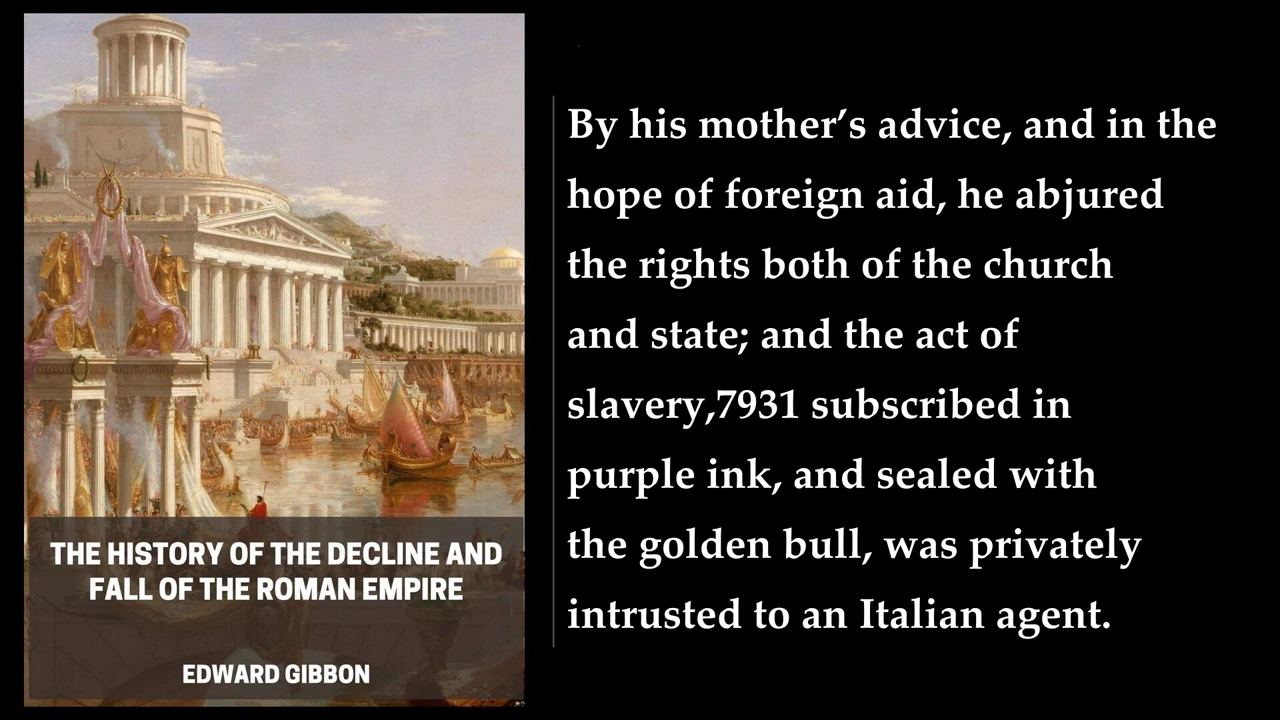 THE HISTORY OF THE DECLINE AND
FALL OF THE ROMAN EMPIRE
EDWARD GIBBON
By his mother’s advice, and in the
hope of foreign aid, he abjured
the rights both of the church
and state; and the act of
slavery,7931 subscribed in
purple ink, and sealed with
the golden bull, was privately
intrusted to an Italian agent.